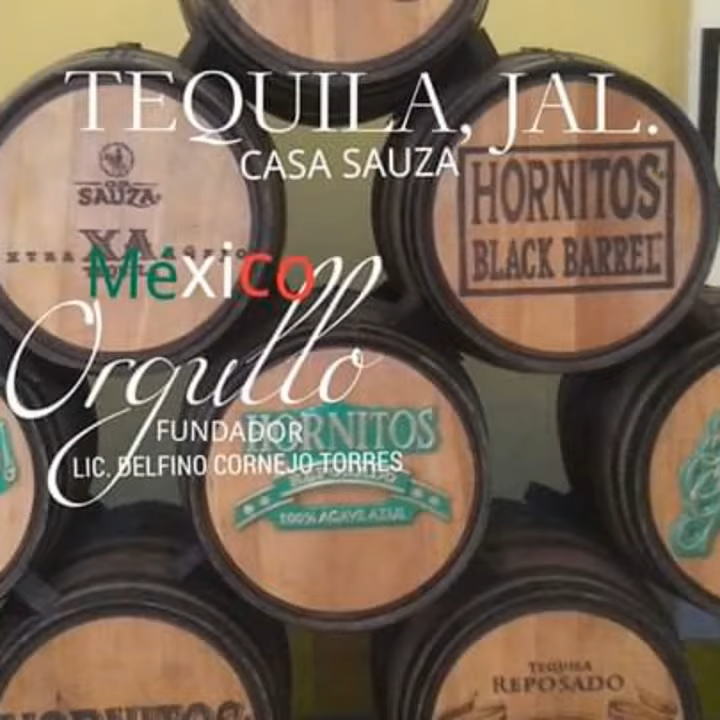 TEQUILA, JAL.
CASA SAUZA
SAUZA
XA
HORNITOS
BLACK BARREL
México
Orgullo
FUNDADOR
LIC. DELFINO CORNEJO TORRES
HORNITOS
100% AGAVE AZUL
TEQUILA
REPOSADO
HORNITOS